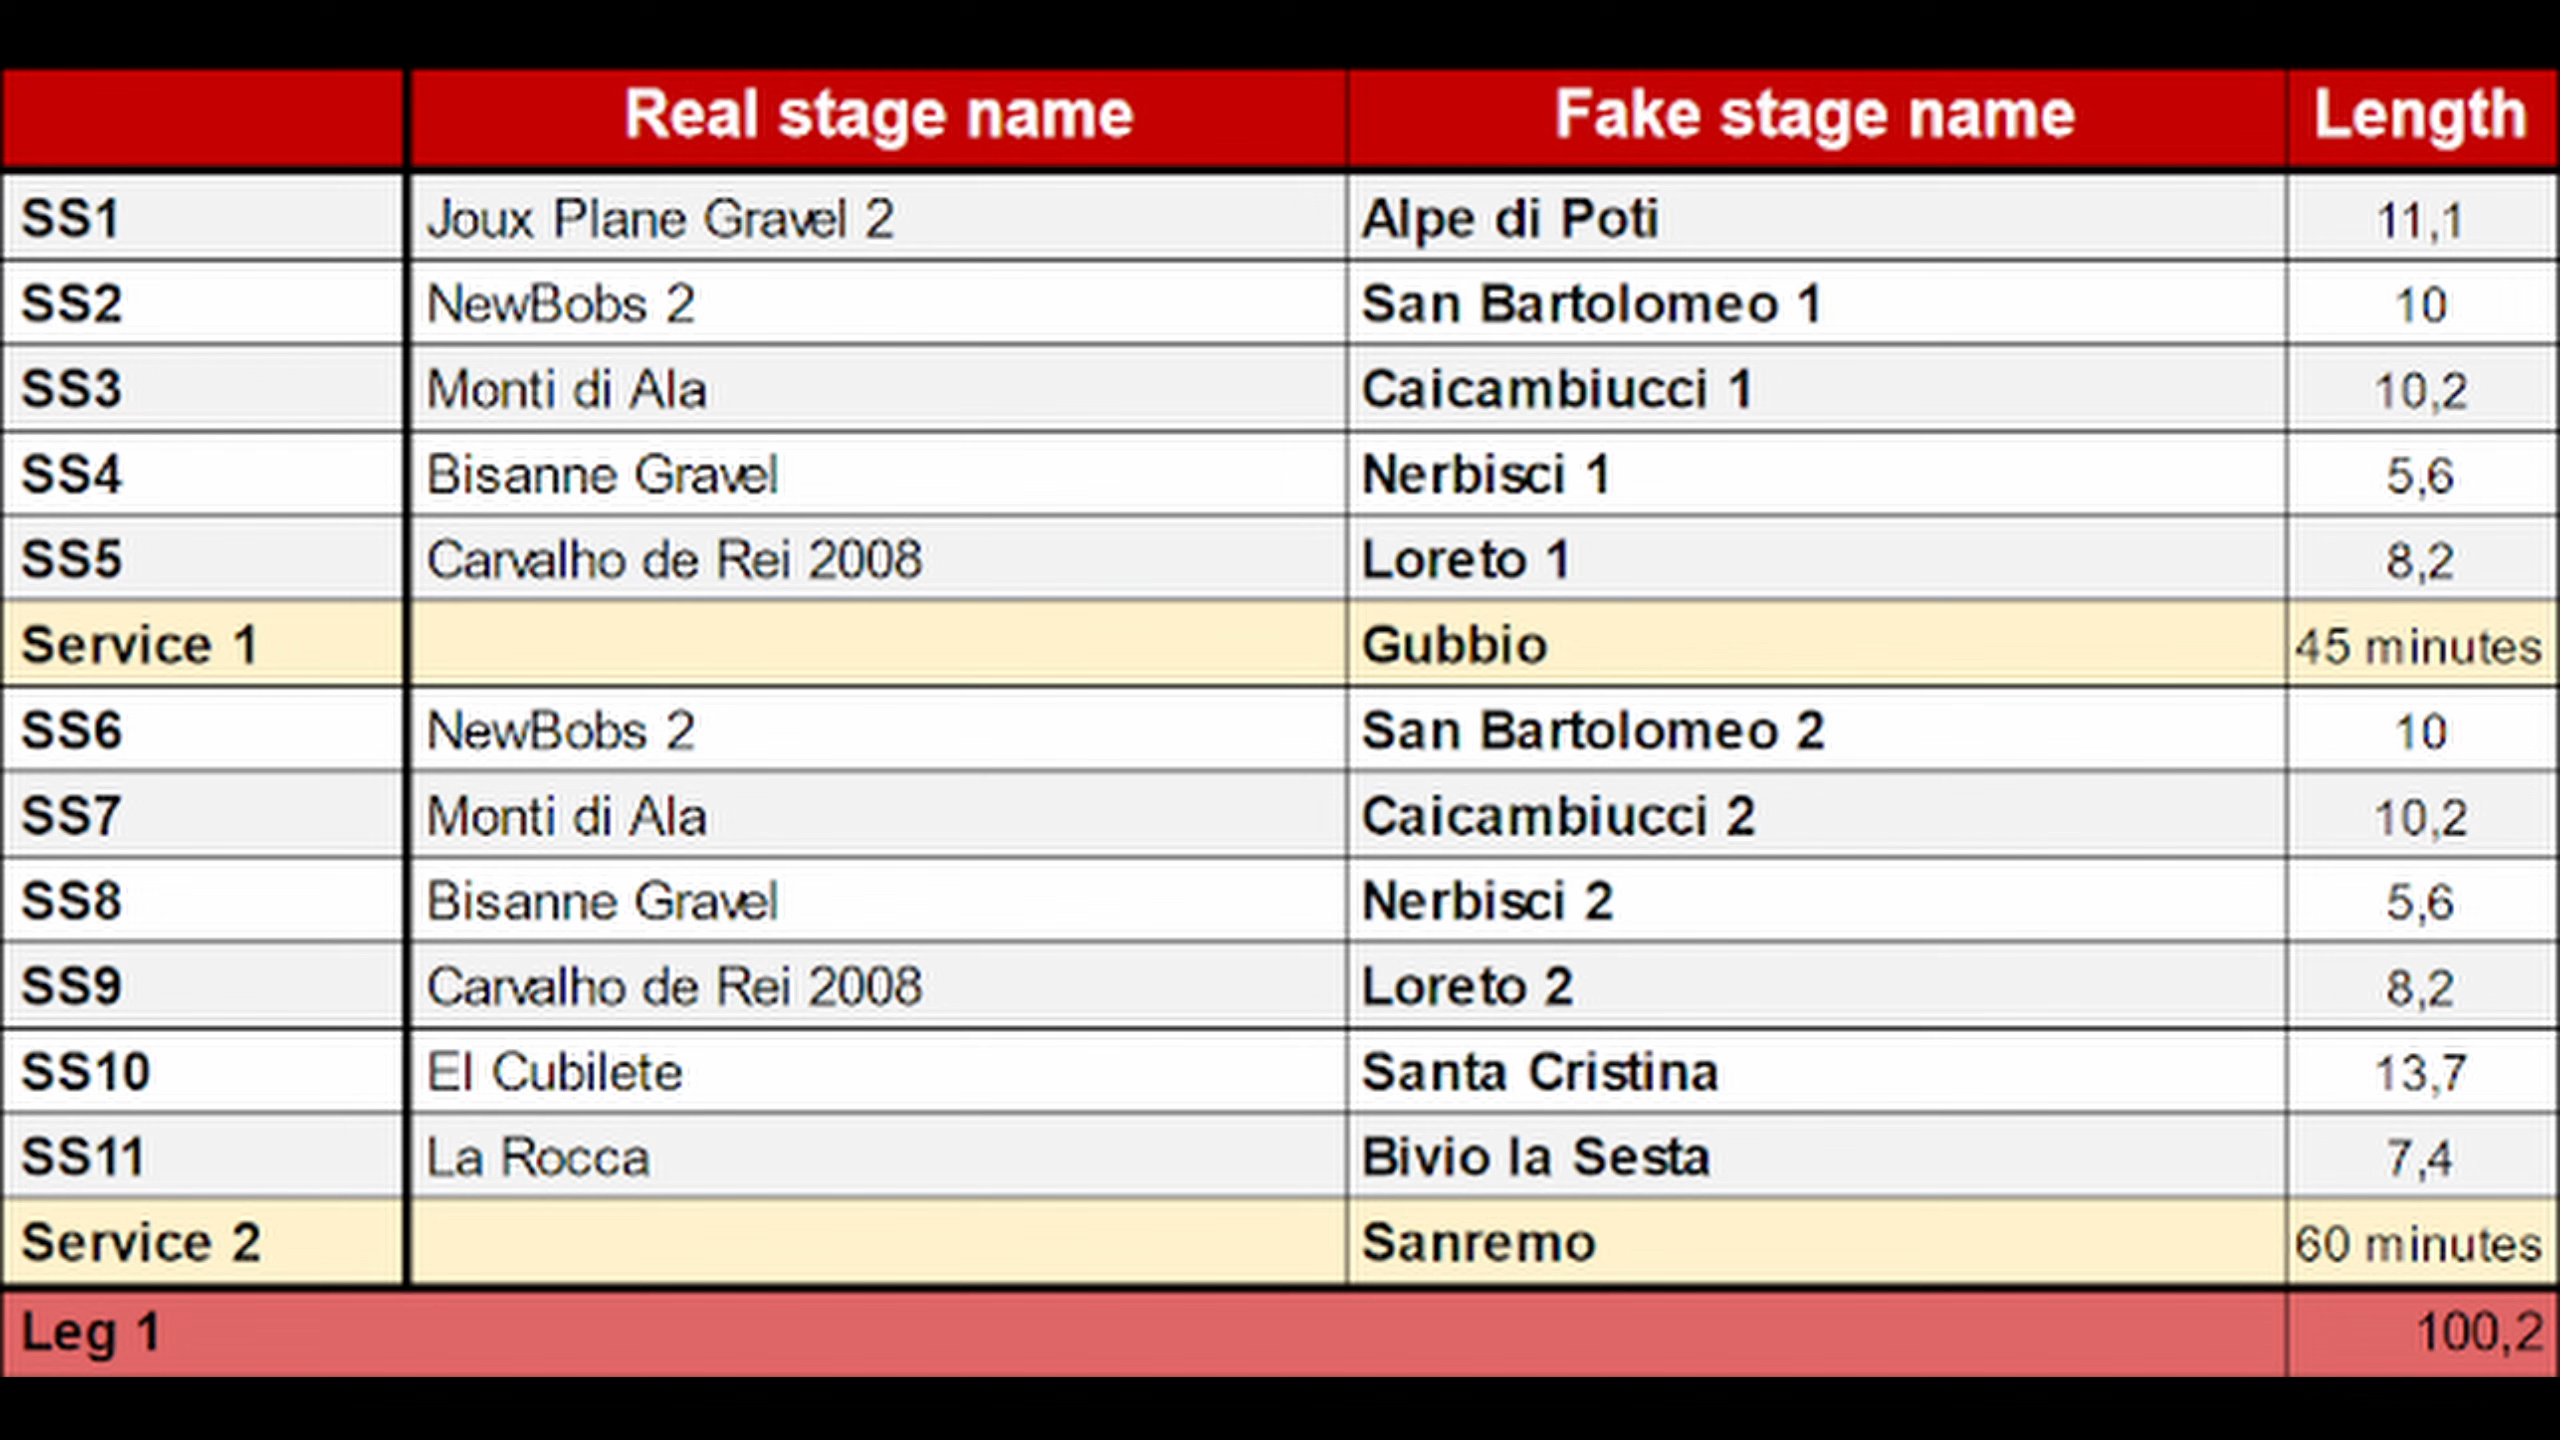 Real stage name Fake stage name Length
SS1 Joux Plane Gravel 2 Alpe di Poti 11,1
SS2 NewBobs 2 San Bartolomeo 1 10
SS3 Monti di Ala Caicambiucci 1 10,2
SS4 Bisanne Gravel Nerbisci 1 5,6
SS5 Carvalho de Rei 2008 Loreto 1 8,2
Service 1 Gubbio 45 minutes
SS6 NewBobs 2 San Bartolomeo 2 10
SS7 Monti di Ala Caicambiucci 2 10,2
SS8 Bisanne Gravel Nerbisci 2 5,6
SS9 Carvalho de Rei 2008 Loreto 2 8,2
SS10 El Cubilete Santa Cristina 13,7
SS11 La Rocca Bivio la Sesta 7,4
Service 2 Sanremo 60 minutes
Leg 1 100,2